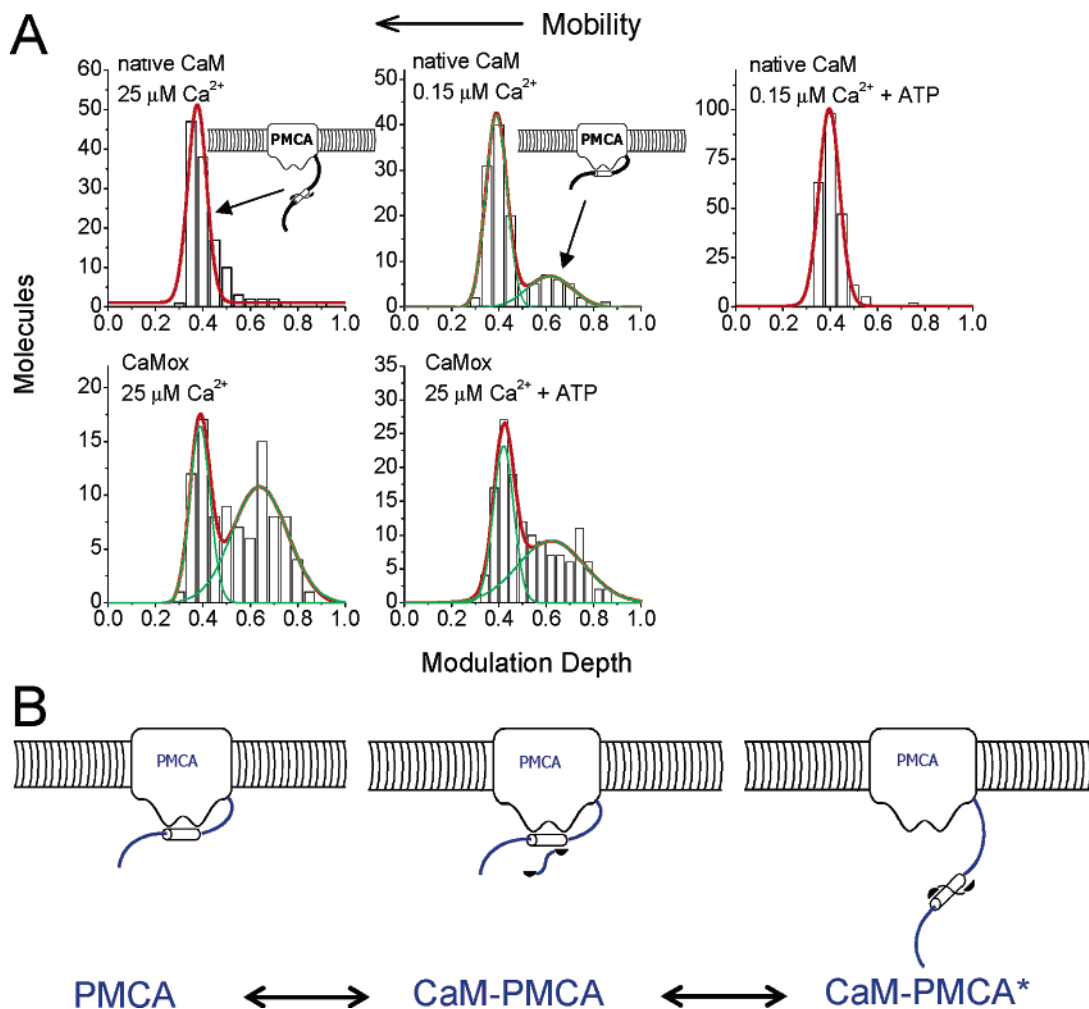 A
Mobility
native CaM
25 μM Ca²⁺
PMCA
60
50
40
30
20
10
0
0.0 0.2 0.4 0.6 0.8 1.0
native CaM
0.15 μM Ca²⁺
PMCA
50
40
30
20
10
0
0.0 0.2 0.4 0.6 0.8 1.0
native CaM
0.15 μM Ca²⁺ + ATP
100
75
50
25
0
0.0 0.2 0.4 0.6 0.8 1.0
Molecules
CaMox
25 μM Ca²⁺
20
15
10
5
0
0.0 0.2 0.4 0.6 0.8 1.0
CaMox
25 μM Ca²⁺ + ATP
35
30
25
20
15
10
5
0
0.0 0.2 0.4 0.6 0.8 1.0
Modulation Depth
B
PMCA
PMCA
PMCA
PMCA
CaM-PMCA
CaM-PMCA*